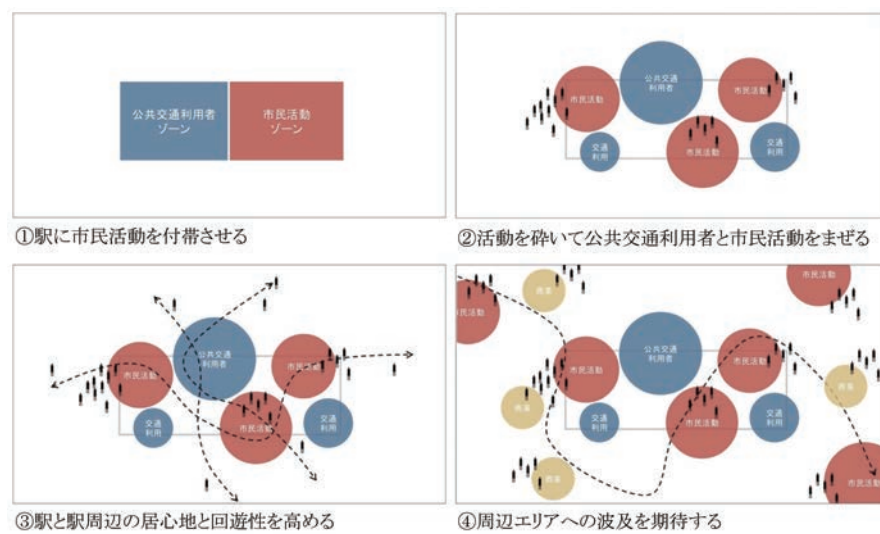 公共交通利用者
ゾーン
市民活動
ゾーン
①駅に市民活動を付帯させる
公共交通
利用者
市民活動
市民活動
市民活動
交通
利用
交通
利用
②活動を砕いて公共交通利用者と市民活動をまぜる
公共交通
利用者
市民活動
市民活動
市民活動
交通
利用
交通
利用
③駅と駅周辺の居心地と回遊性を高める
市民活動
商業
市民活動
公共交通
利用者
市民活動
市民活動
商業
商業
市民活動
交通
利用
交通
利用
商業
市民活動
④周辺エリアへの波及を期待する